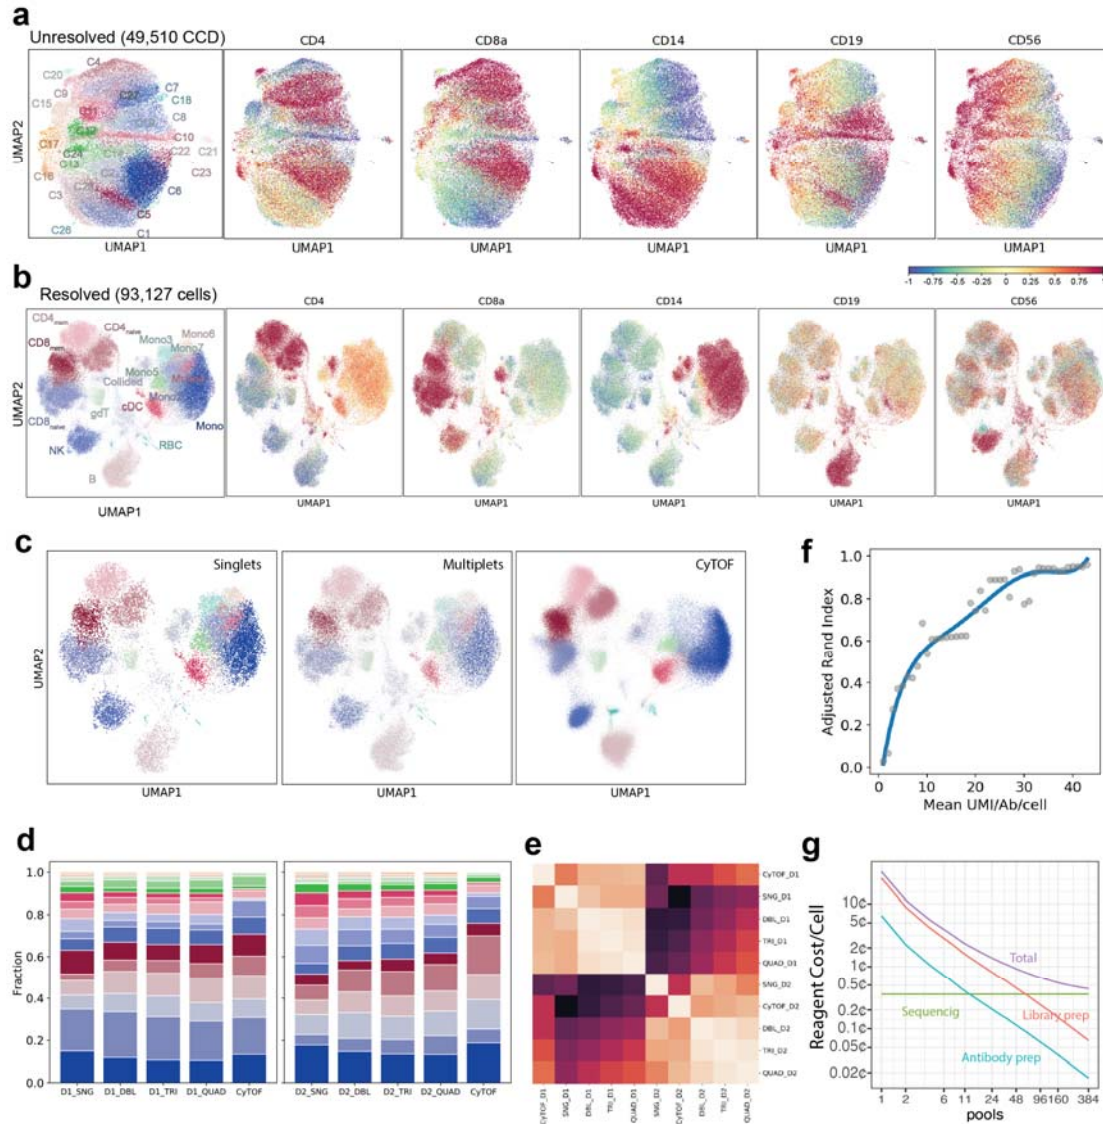 a
Unresolved (49,510 CCD)
CD4
CD8a
CD14
CD19
CD56
C4
C20
C7
C9
C27
C18
C15
C11
C8
C17
C10
C24
C22
C21
C13
C23
C16
C6
C3
C5
C28
C1
UMAP2
UMAP1
UMAP1
UMAP1
UMAP1
UMAP1
UMAP1
b
Resolved (93,127 cells)
-1 -0.75 -0.5 -0.25 0 0.25 0.5 0.75 1
CD4
CD8a
CD14
CD19
CD56
CD4mem
CD4naive
Mono6
CD8mem
Mono3
Mono7
Mono5
Collided
gdT
cDC
CD8naive
Mono
NK
RBC
B
UMAP2
UMAP1
UMAP1
UMAP1
UMAP1
UMAP1
UMAP1
c
Singlets
Multiplets
CyTOF
UMAP2
UMAP1
UMAP1
UMAP1
f
Adjusted Rand Index
1.0
0.8
0.6
0.4
0.2
0.0
0 10 20 30 40
Mean UMI/Ab/cell
d
Fraction
1.0
0.8
0.6
0.4
0.2
0.0
D1_SNG D1_DBL D1_TRI D1_QUAD CyTOF
D2_SNG D2_DBL D2_TRI D2_QUAD CyTOF
e
CyTOF_D1
SNG_D1
DBL_D1
TRI_D1
QUAD_D1
SNG_D2
CyTOF_D2
DBL_D2
TRI_D2
QUAD_D2
CyTOF_D1 SNG_D1 DBL_D1 TRI_D1 QUAD_D1 SNG_D2 CyTOF_D2 DBL_D2 TRI_D2 QUAD_D2
g
Reagent Cost/Cell
10¢
2¢
1¢
0.5¢
0.2¢
0.1¢
0.05¢
0.02¢
Total
Sequencig
Library prep
Antibody prep
1 2 6 11 24 48 96 160 384
pools